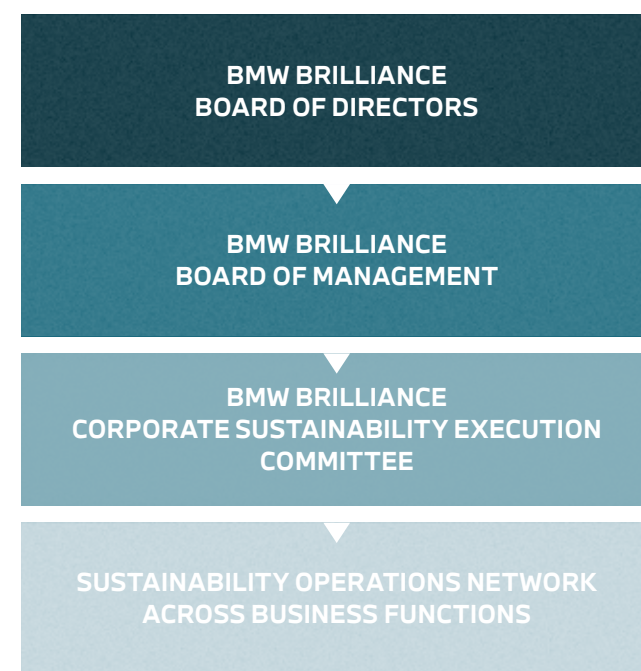 BMW BRILLIANCE
BOARD OF DIRECTORS
BMW BRILLIANCE
BOARD OF MANAGEMENT
BMW BRILLIANCE
CORPORATE SUSTAINABILITY EXECUTION
COMMITTEE
SUSTAINABILITY OPERATIONS NETWORK
ACROSS BUSINESS FUNCTIONS